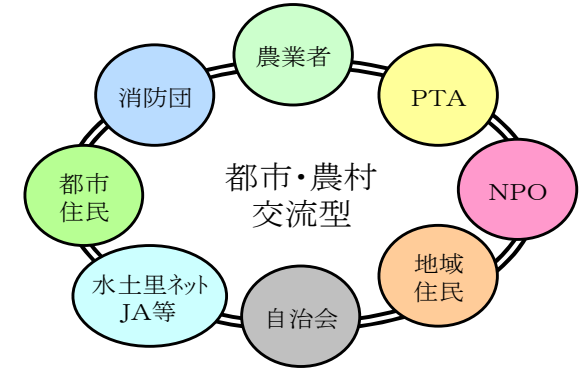 農業者
消防団
PTA
都市
住民
都市・農村
交流型
NPO
水土里ネット
JA等
地域
住民
自治会